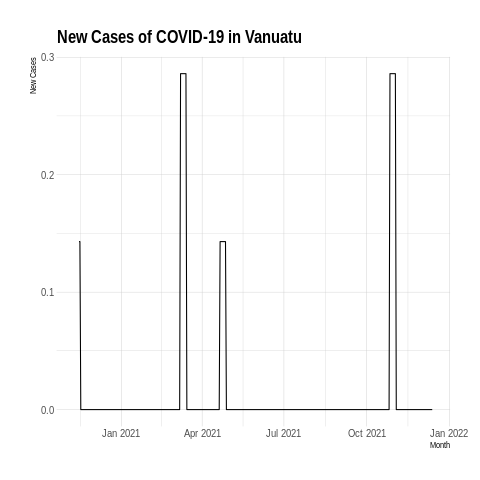 New Cases of COVID-19 in Vanuatu
New Cases
0.3
0.2
0.1
0.0
Jan 2021 Apr 2021 Jul 2021 Oct 2021 Jan 2022
Month